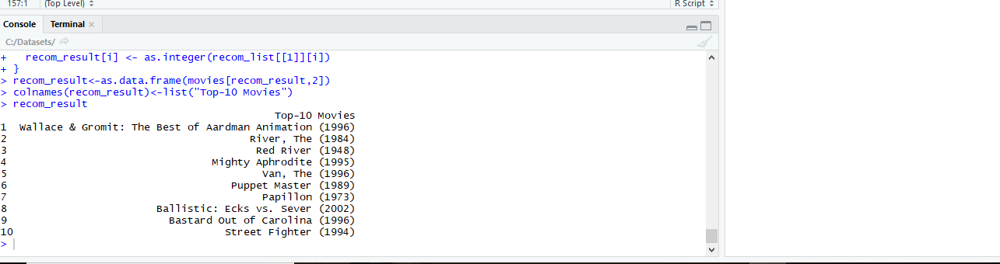 157:1 (Top Level) R Script
Console Terminal
C:/Datasets/
+ recom_result[i] <- as.integer(recom_list[[1]][i])
+ }
> recom_result<-as.data.frame(movies[recom_result,2])
> colnames(recom_result)<-list("Top-10 Movies")
> recom_result
Top-10 Movies
1 Wallace & Gromit: The Best of Aardman Animation (1996)
2 River, The (1984)
3 Red River (1948)
4 Mighty Aphrodite (1995)
5 Van, The (1996)
6 Puppet Master (1989)
7 Papillon (1973)
8 Ballistic: Ecks vs. Sever (2002)
9 Bastard Out of Carolina (1996)
10 Street Fighter (1994)
>